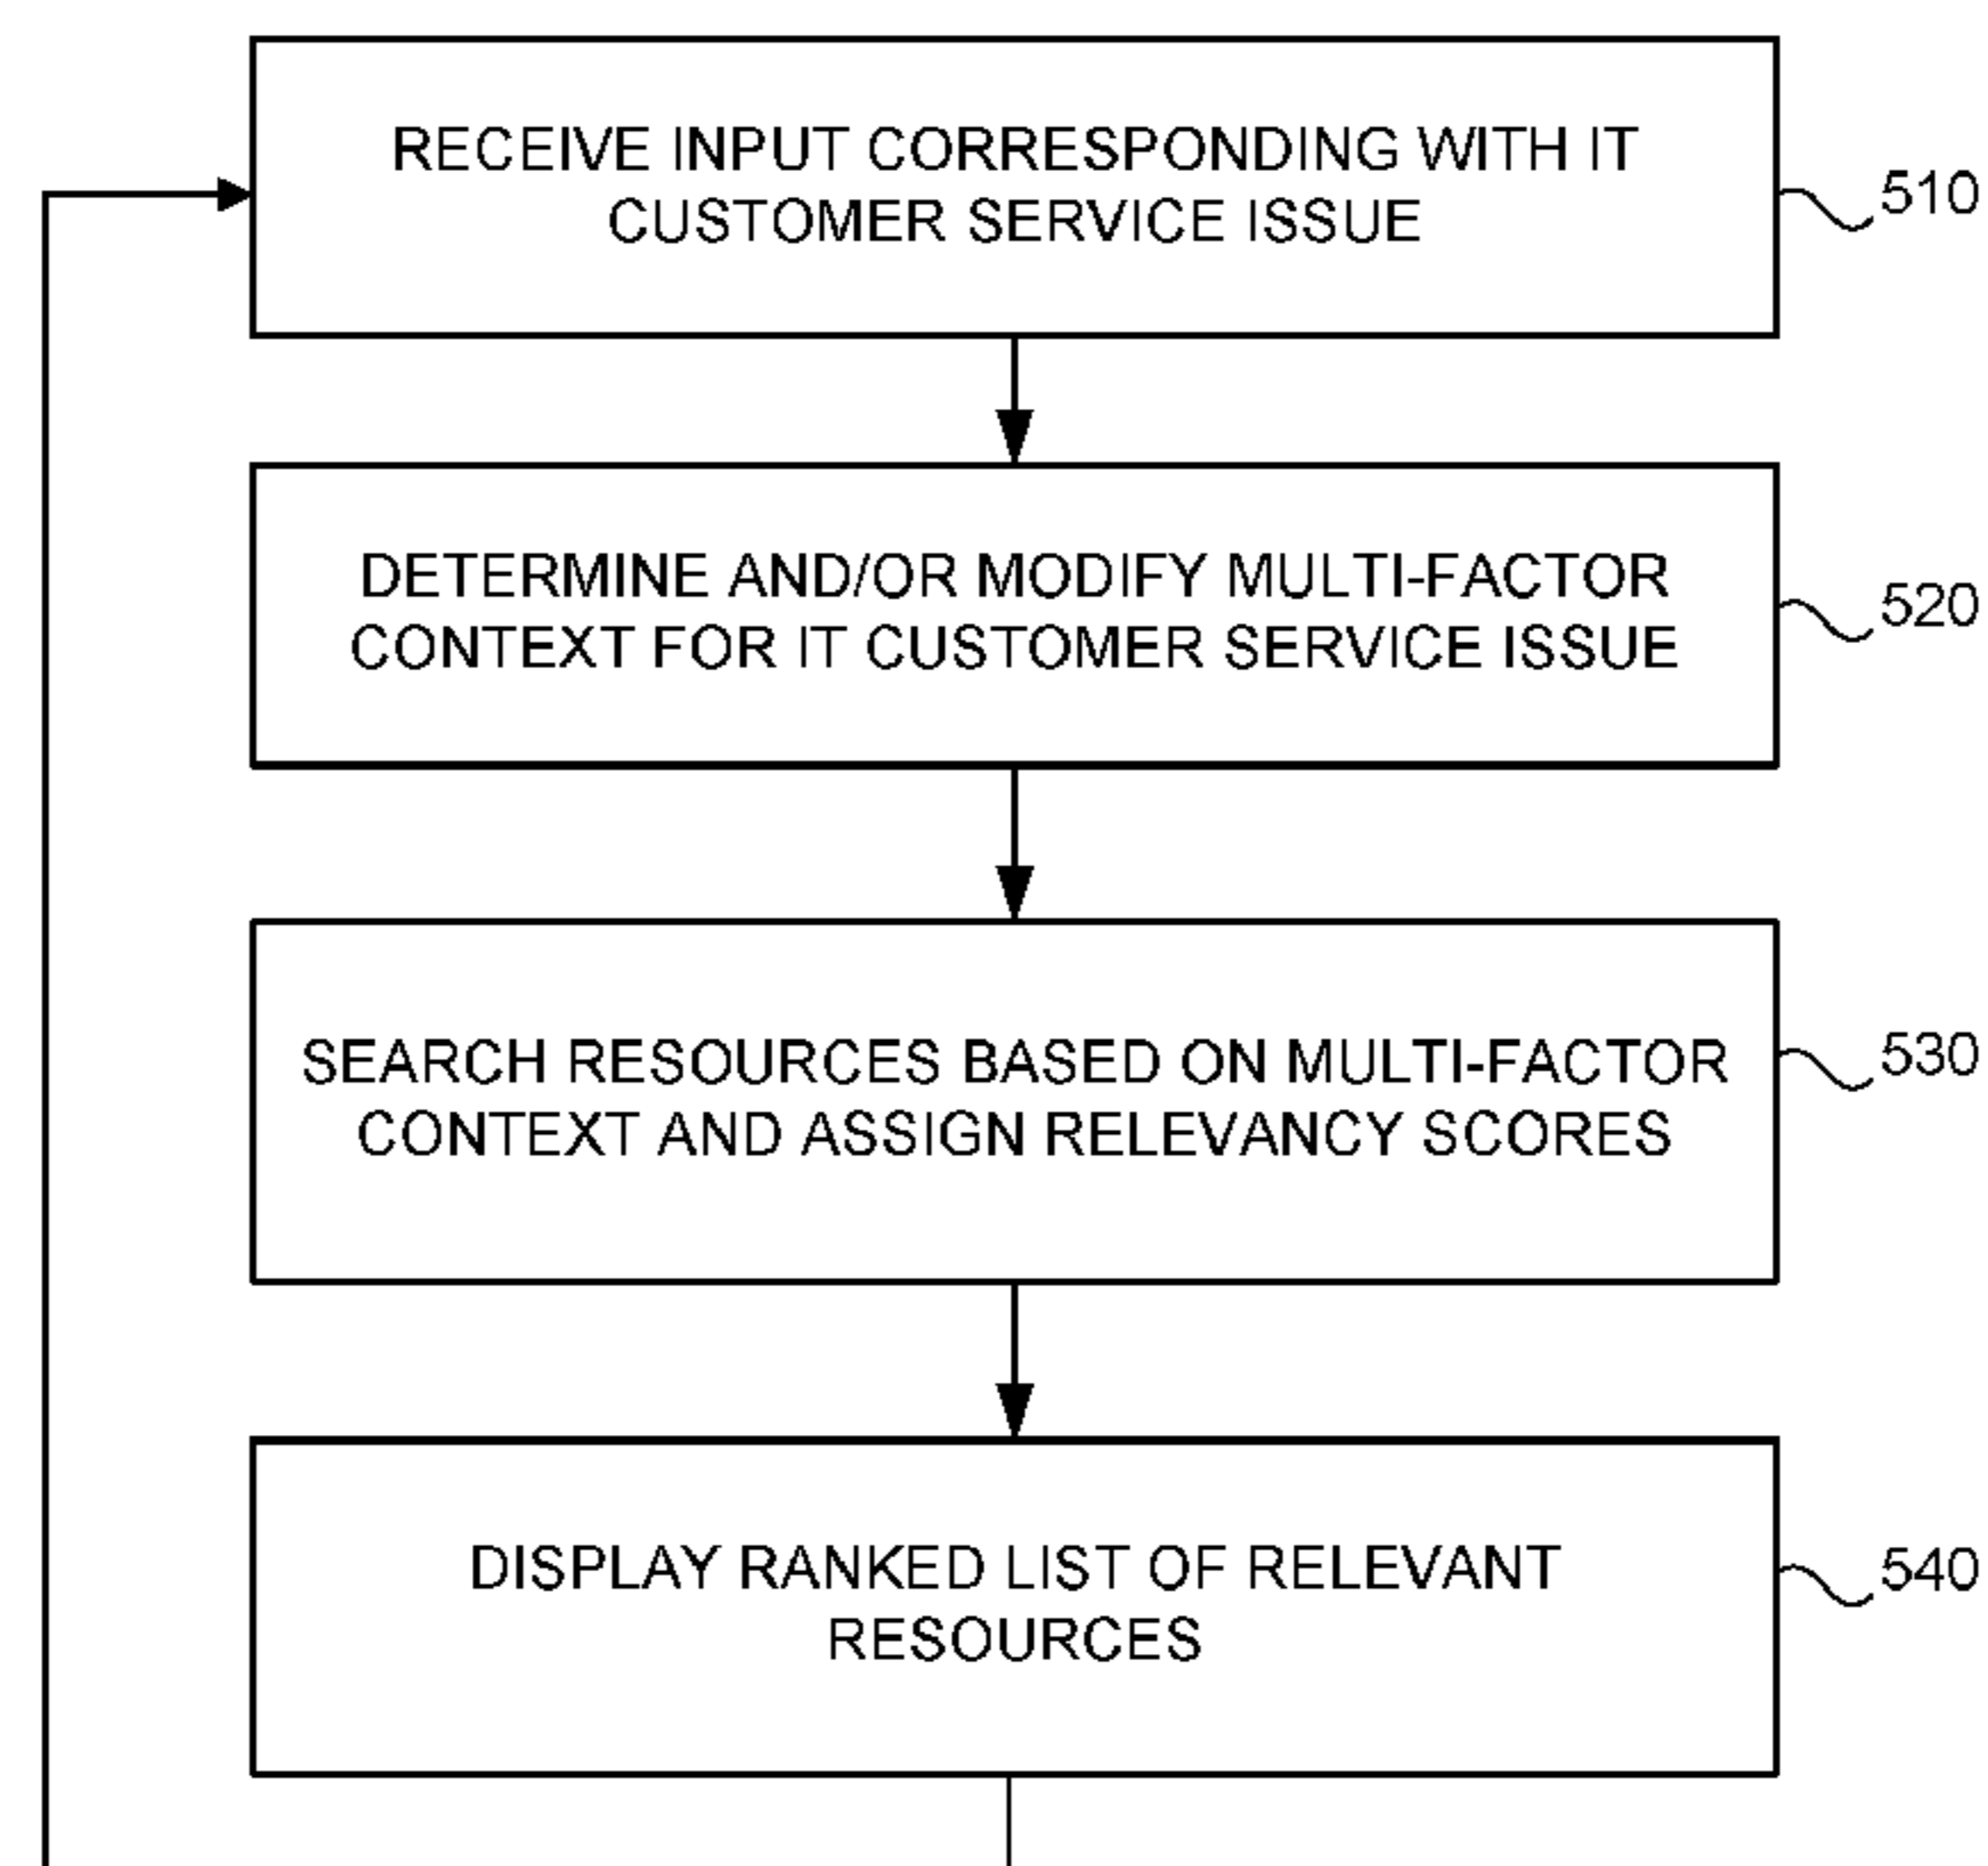 RECEIVE INPUT CORRESPONDING WITH IT
CUSTOMER SERVICE ISSUE
510
DETERMINE AND/OR MODIFY MULTI-FACTOR
CONTEXT FOR IT CUSTOMER SERVICE ISSUE
520
SEARCH RESOURCES BASED ON MULTI-FACTOR
CONTEXT AND ASSIGN RELEVANCY SCORES
530
DISPLAY RANKED LIST OF RELEVANT
RESOURCES
540